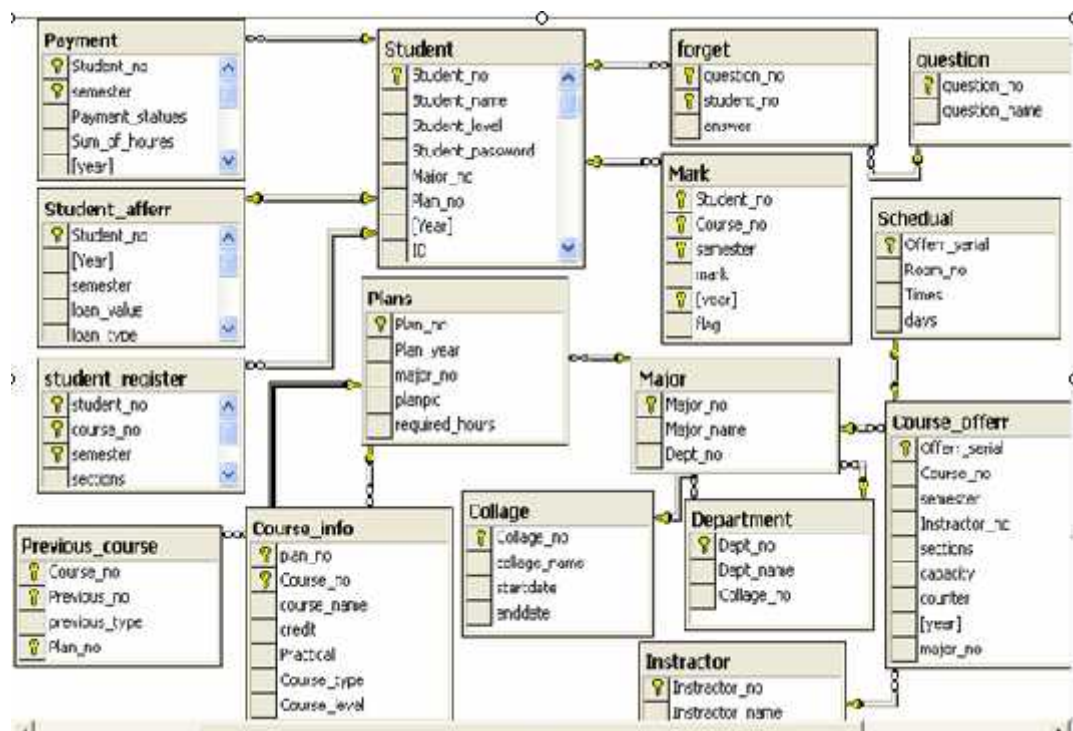 Payment
Student_no
semester
Payment_statues
Sum_of_houres
[year]
Student
Student_no
Student_name
Student_level
Student_password
Major_no
Plan_no
[Year]
ID
forget
question_no
student_no
answer
question
question_no
question_name
Student_afferr
Student_no
[Year]
semester
loan_value
loan_type
Mark
Student_no
Course_no
semester
mark
[year]
flag
Schedual
Offerr_serial
Room_no
Times
days
student_register
student_no
course_no
semester
sections
Plans
Plan_no
Plan_year
major_no
planpic
required_hours
Major
Major_no
Major_name
Dept_no
Course_offerr
Offerr_serial
Course_no
semester
Instructor_no
sections
capacity
counter
[year]
major_no
Previous_course
Course_no
Previous_no
previous_type
Plan_no
Course_info
plan_no
Course_no
course_name
credit
Practical
Course_type
Course_level
Collage
Collage_no
collage_name
startdate
enddate
Department
Dept_no
Dept_name
Collage_no
Instractor
Instractor_no
Instractor_name